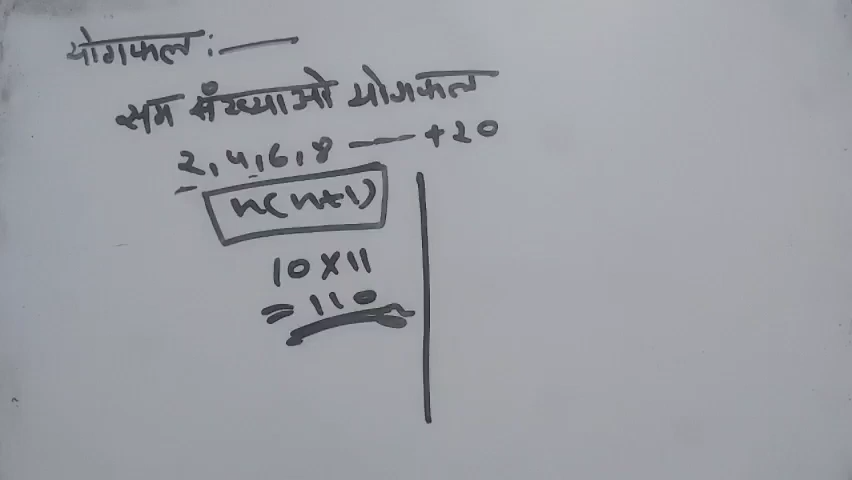 योगफल :—
सम संख्याओ योगफल
2, 4, 6, 8 —— +20
n(n+1)
10 × 11
= 110